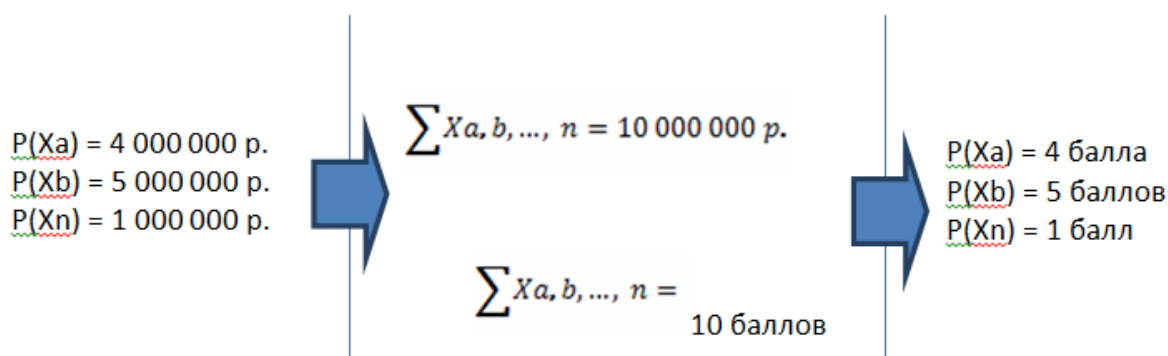 P(Xa) = 4 000 000 р.
P(Xb) = 5 000 000 р.
P(Xn) = 1 000 000 р.
∑Xa, b, ..., n = 10 000 000 р.
∑Xa, b, ..., n =
10 баллов
P(Xa) = 4 балла
P(Xb) = 5 баллов
P(Xn) = 1 балл